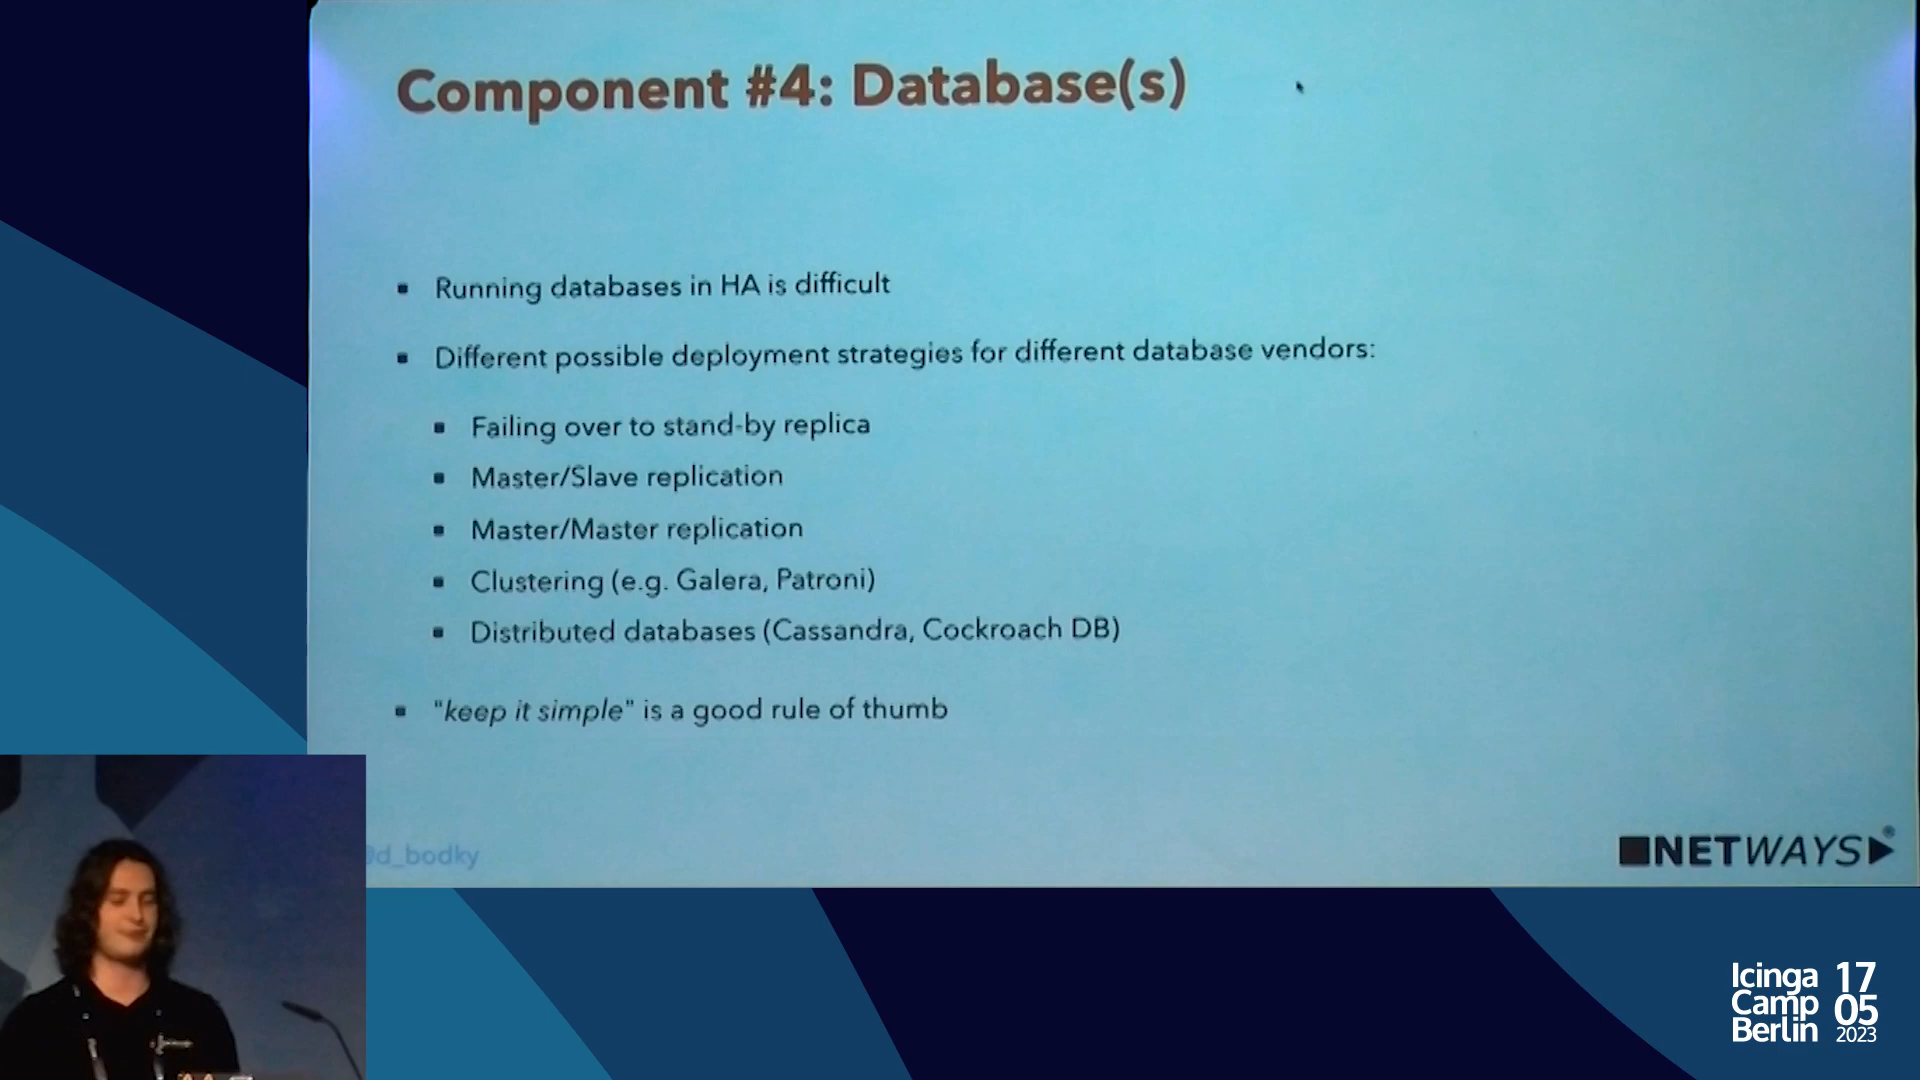 Component #4: Database(s)
Running databases in HA is difficult
Different possible deployment strategies for different database vendors:
Failing over to stand-by replica
Master/Slave replication
Master/Master replication
Clustering (e.g. Galera, Patroni)
Distributed databases (Cassandra, Cockroach DB)
"keep it simple" is a good rule of thumb
@d_bodky
NETWAYS®
Icinga 17
Camp 05
Berlin 2023